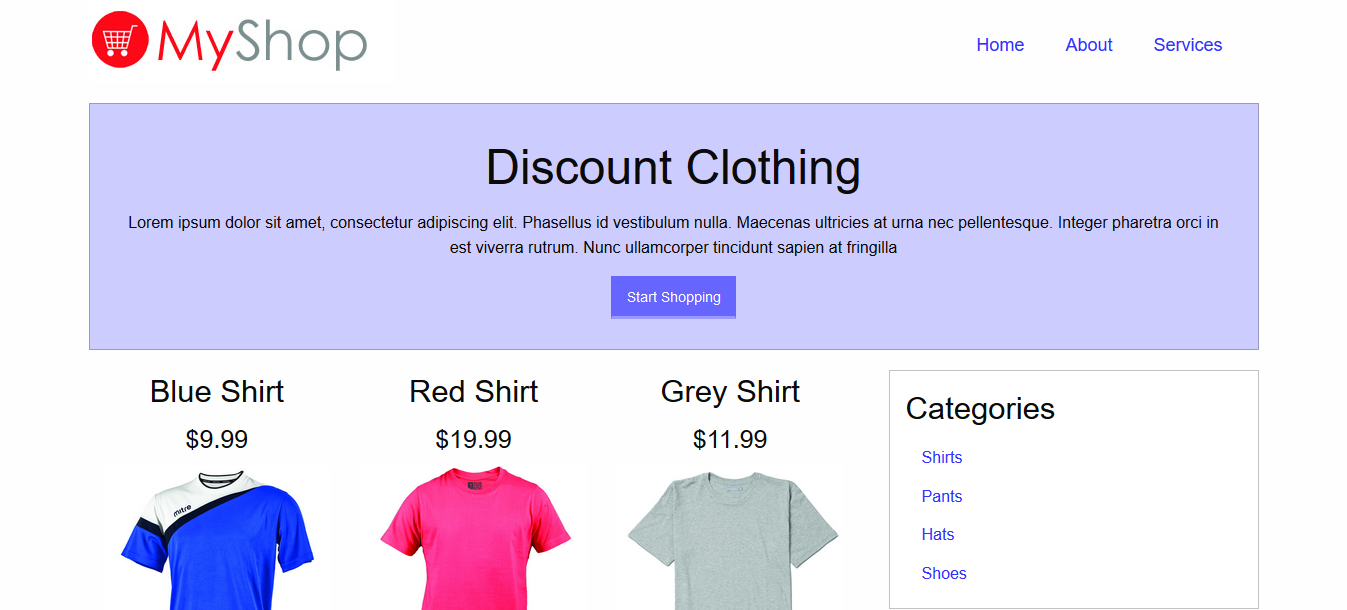 MyShop
Home About Services
Discount Clothing
Lorem ipsum dolor sit amet, consectetur adipiscing elit. Phasellus id vestibulum nulla. Maecenas ultricies at urna nec pellentesque. Integer pharetra orci in
est viverra rutrum. Nunc ullamcorper tincidunt sapien at fringilla
Start Shopping
Blue Shirt
$9.99
mitre
Red Shirt
$19.99
Grey Shirt
$11.99
Categories
Shirts
Pants
Hats
Shoes